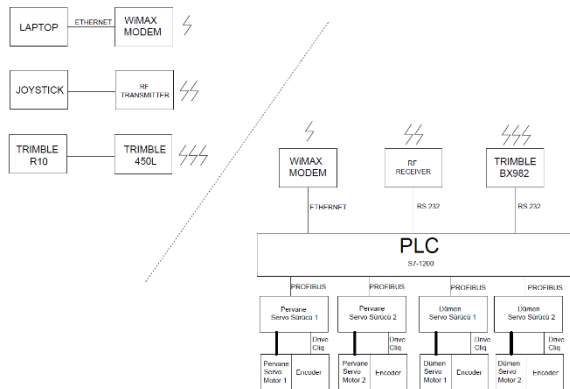 LAPTOP
ETHERNET
WiMAX
MODEM
JOYSTICK
RF
TRANSMITTER
TRIMBLE
R10
TRIMBLE
450L
WiMAX
MODEM
RF
RECEIVER
TRIMBLE
BX982
ETHERNET
RS 232
RS 232
PLC
S7-1200
PROFIBUS
PROFIBUS
PROFIBUS
PROFIBUS
Pervane
Servo Sürücü 1
Pervane
Servo Sürücü 2
Dümen
Servo Sürücü 1
Dümen
Servo Sürücü 2
Drive
Cliq
Drive
Cliq
Drive
Cliq
Drive
Cliq
Pervane
Servo
Motor 1
Encoder
Pervane
Servo
Motor 2
Encoder
Dümen
Servo
Motor 1
Encoder
Dümen
Servo
Motor 2
Encoder